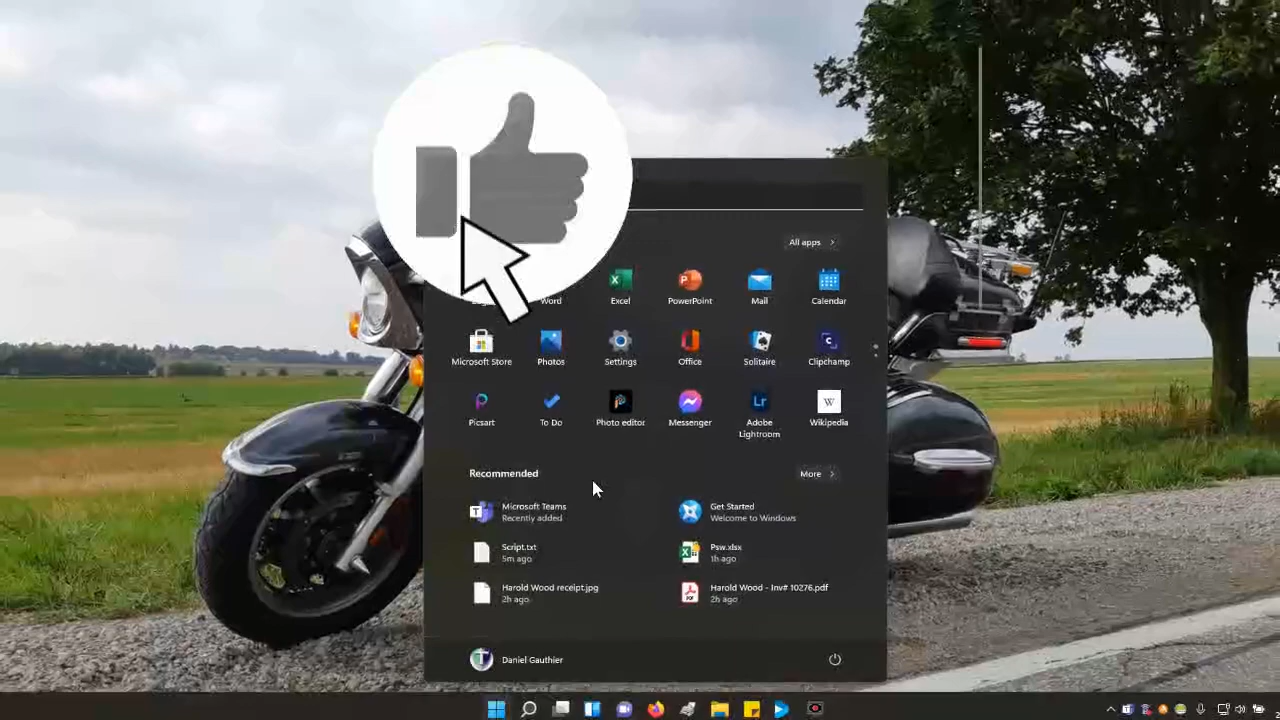 All apps
Word
Excel
PowerPoint
Mail
Calendar
Microsoft Store
Photos
Settings
Office
Solitaire
Clipchamp
Picsart
To Do
Photo editor
Messenger
Adobe
Lightroom
Wikipedia
Recommended
More
Microsoft Teams
Recently added
Get Started
Welcome to Windows
Script.txt
5m ago
Psw.xlsx
1h ago
Harold Wood receipt.jpg
2h ago
Harold Wood - Inv# 10276.pdf
2h ago
Daniel Gauthier